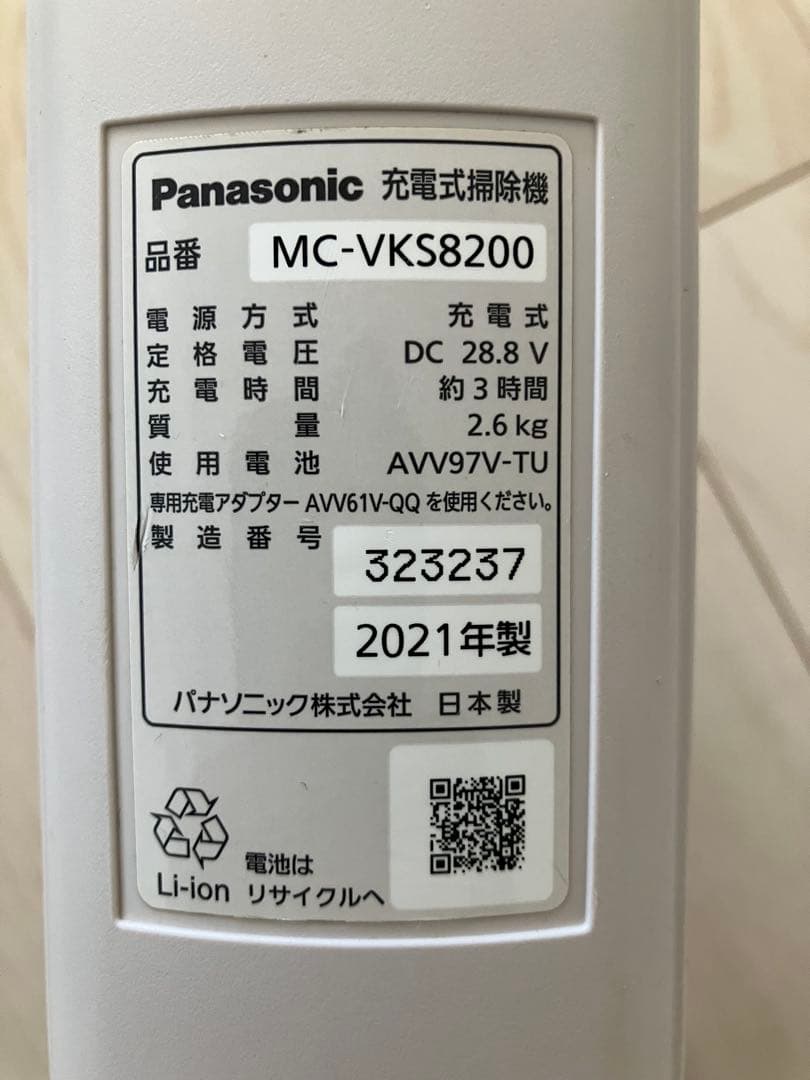 Panasonic 充電式掃除機
品番 MC-VKS8200
電源方式 充電式
定格電圧 DC 28.8 V
充電時間 約3時間
質量 2.6 kg
使用電池 AVV97V-TU
専用充電アダプター AVV61V-QQ を使用ください。
製造番号 323237
2021年製
パナソニック株式会社 日本製
電池は
Li-ion リサイクルへ